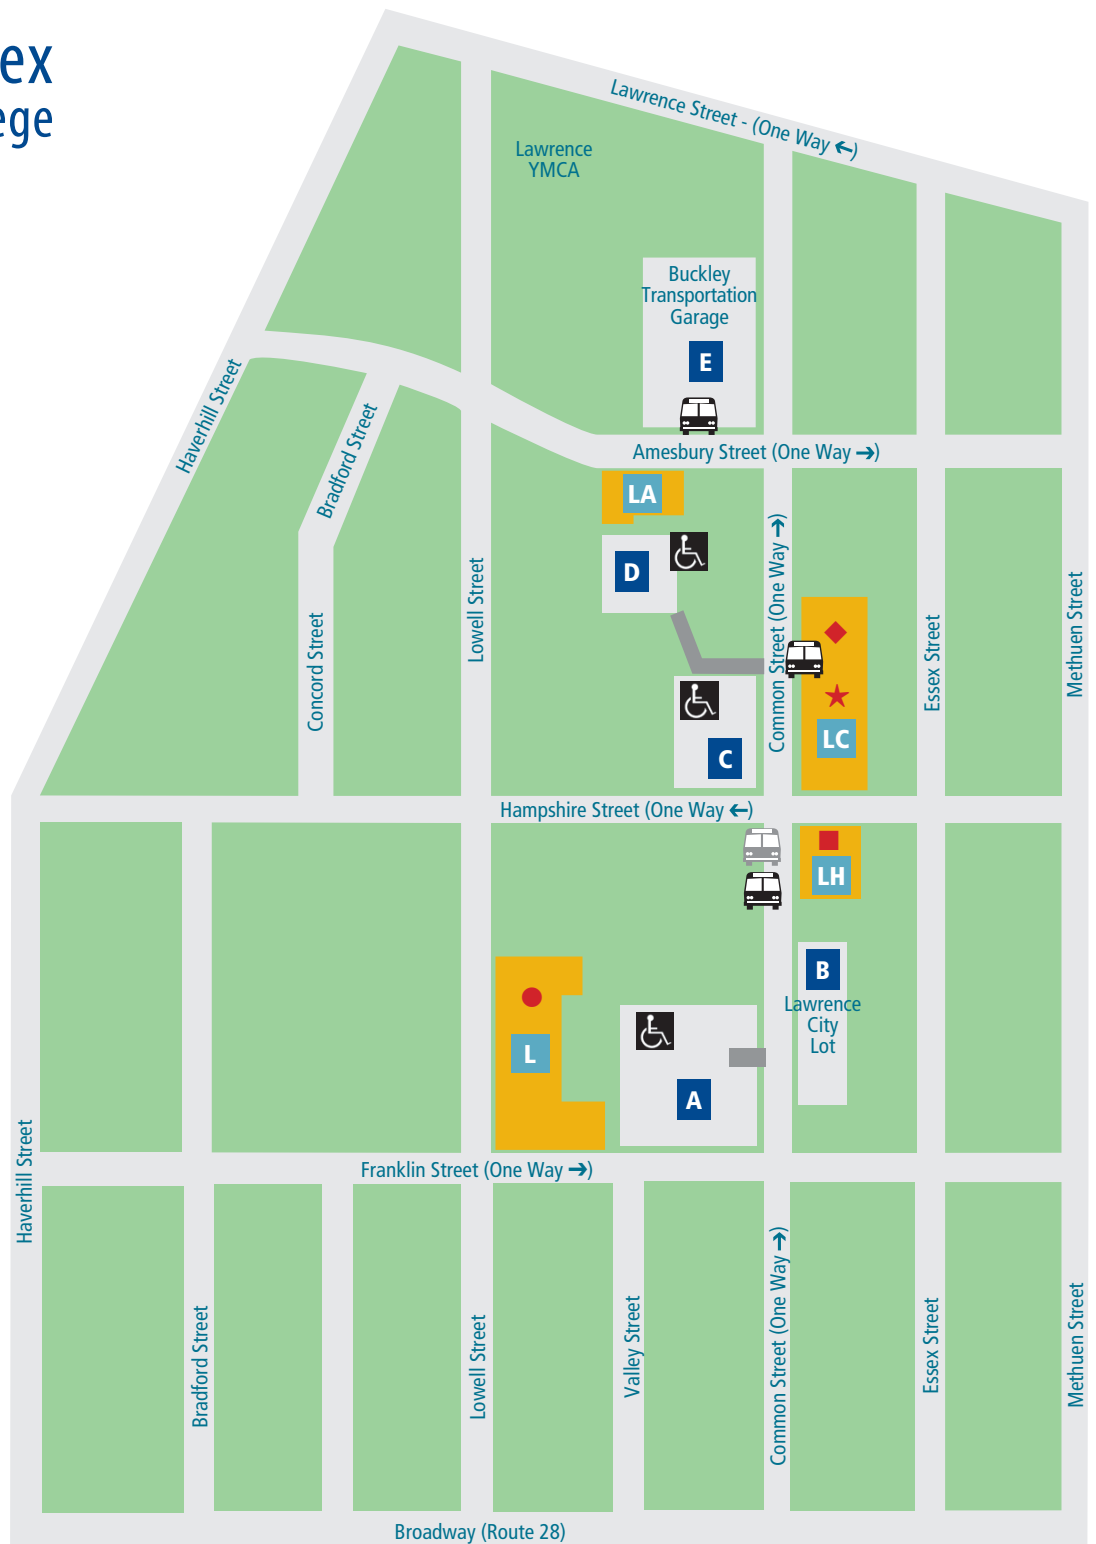 ex
ege
Lawrence Street - (One Way ←)
Lawrence
YMCA
Buckley
Transportation
Garage
E
Haverhill Street
Bradford Street
Amesbury Street (One Way →)
LA
D
Common Street (One Way →)
Lowell Street
Concord Street
Essex Street
Methuen Street
LC
C
Hampshire Street (One Way ←)
LH
B
Lawrence
City
Lot
L
A
Haverhill Street
Franklin Street (One Way →)
Bradford Street
Lowell Street
Valley Street
Common Street (One Way →)
Essex Street
Methuen Street
Broadway (Route 28)